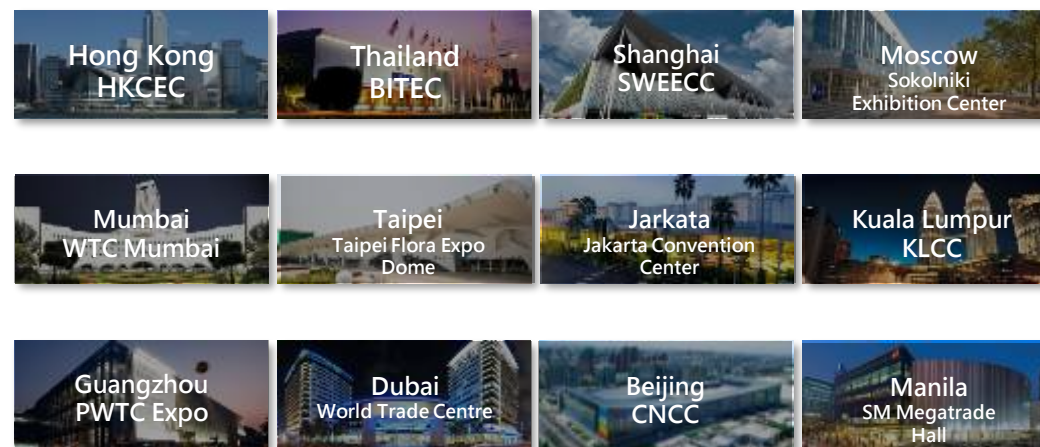 Hong Kong
HKCEC
Thailand
BITEC
Shanghai
SWEECC
Moscow
Sokolniki
Exhibition Center
Mumbai
WTC Mumbai
Taipei
Taipei Flora Expo
Dome
Jarkata
Jakarta Convention
Center
Kuala Lumpur
KLCC
Guangzhou
PWTC Expo
Dubai
World Trade Centre
Beijing
CNCC
Manila
SM Megatrade
Hall